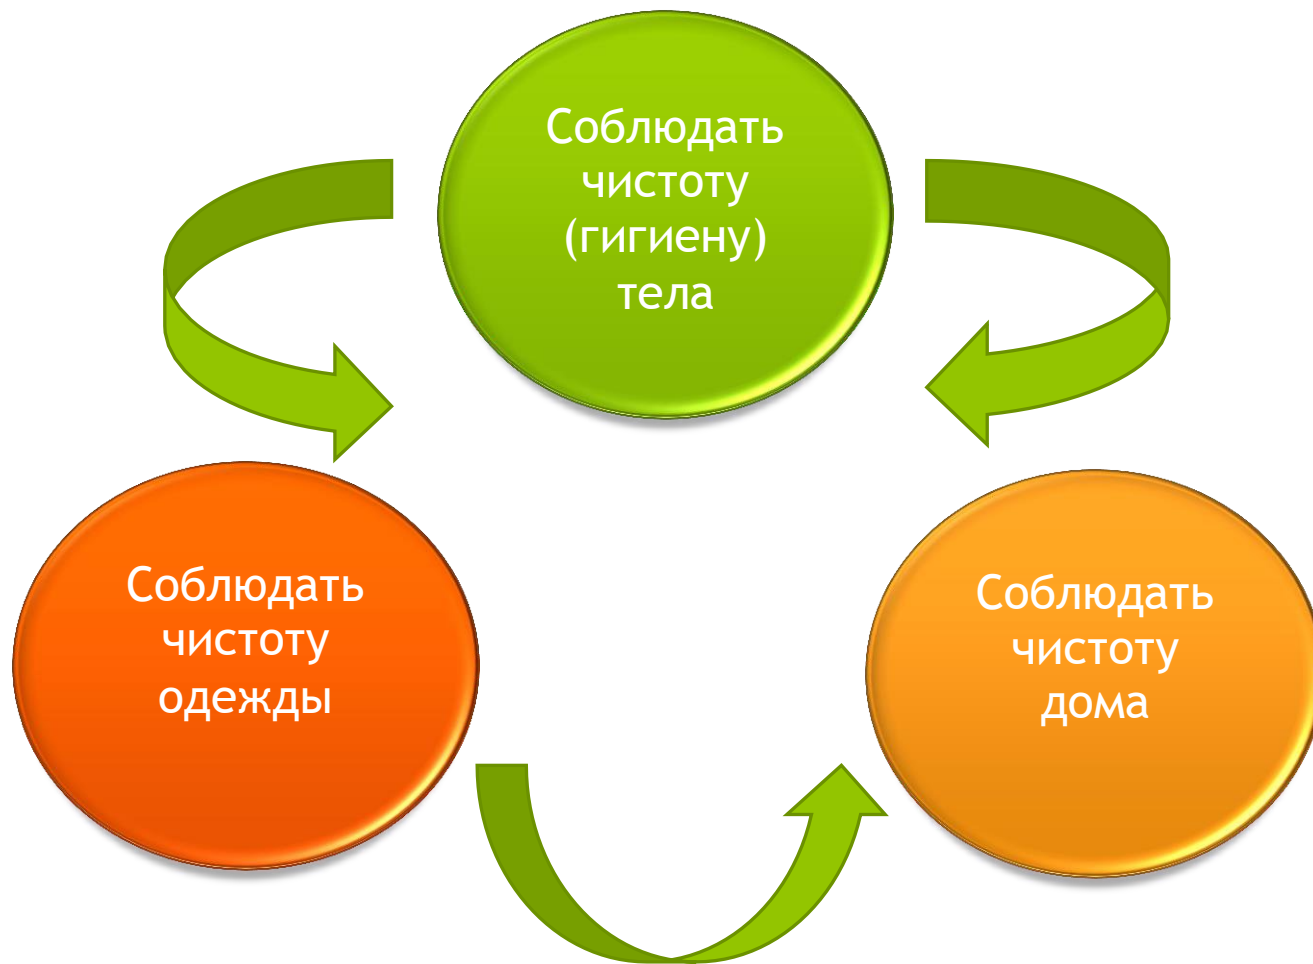 Соблюдать
чистоту
(гигиену)
тела
Соблюдать
чистоту
одежды
Соблюдать
чистоту
дома